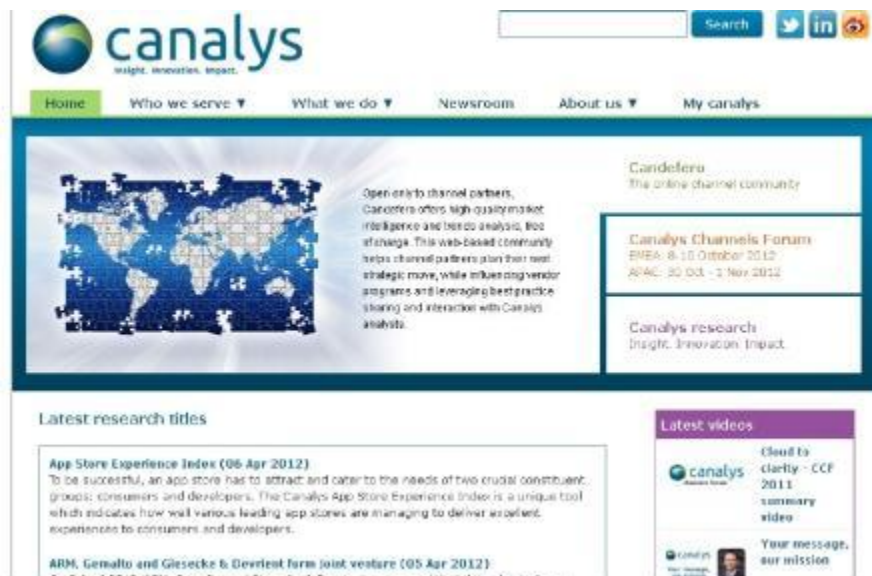 canalys
Insight. Innovation. Impact.
Search
Home
Who we serve ▼
What we do ▼
Newsroom
About us ▼
My canalys
Open only to channel partners,
Candefero offers high-quality market
intelligence and trends analysis, free
of charge. This web-based community
helps channel partners plan their next
strategic move, while influencing vendor
programs and leveraging best practice
sharing and interaction with Canalys
analysts.
Candefero
The online channel community
Canalys Channels Forum
EMEA: 8-10 October 2012
APAC: 30 Oct - 1 Nov 2012
Canalys research
Insight. Innovation. Impact.
Latest research titles
App Store Experience Index (06 Apr 2012)
To be successful, an app store has to attract and cater to the needs of two crucial constituent
groups: consumers and developers. The Canalys App Store Experience Index is a unique tool
which indicates how well various leading app stores are managing to deliver excellent
experiences to consumers and developers.
ARM, Gemalto and Giesecke & Devrient form joint venture (05 Apr 2012)
Latest videos
canalys
Cloud to
clarity - CCF
2011
summary
video
canalys
Your message,
our mission